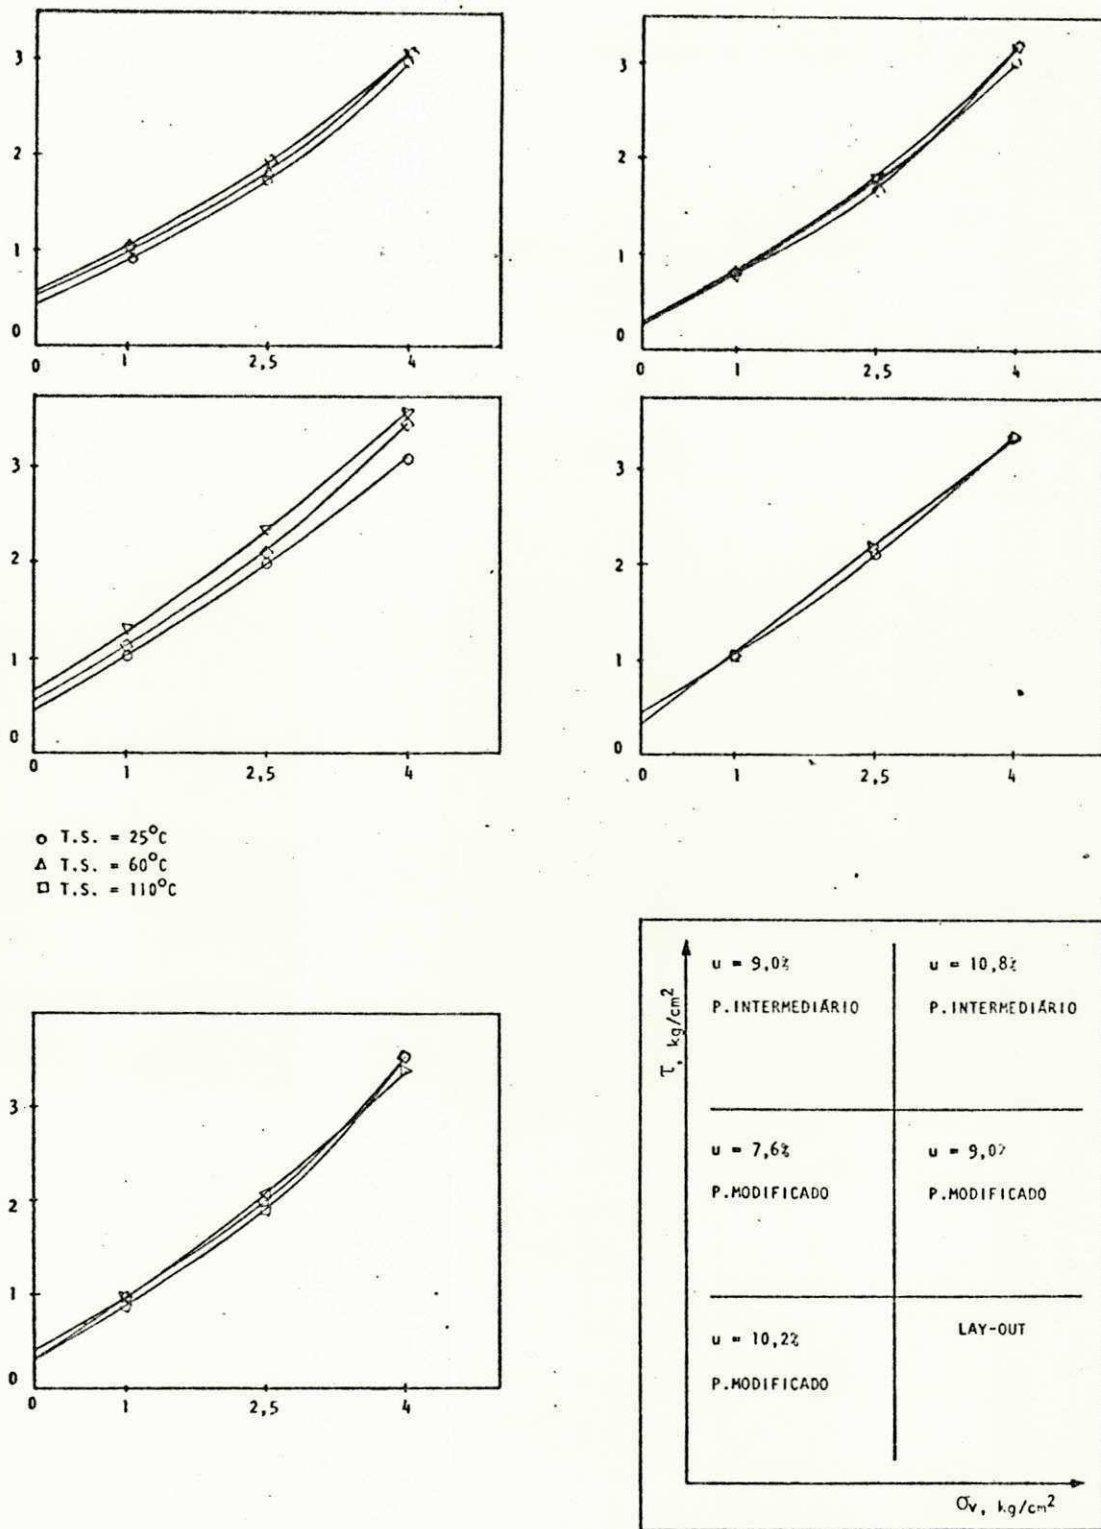 3
2
1
0
0 1 2,5 4
3
2
1
0
0 1 2,5 4
3
2
1
0
0 1 2,5 4
3
2
1
0
0 1 2,5 4
o T.S. = 25°C
Δ T.S. = 60°C
□ T.S. = 110°C
3
2
1
0
0 1 2,5 4
τ, kg/cm2
u = 9,0%
P.INTERMEDIÁRIO
u = 10,8%
P.INTERMEDIÁRIO
u = 7,6%
P.MODIFICADO
u = 9,0%
P.MODIFICADO
u = 10,2%
P.MODIFICADO
LAY-OUT
σv, kg/cm2